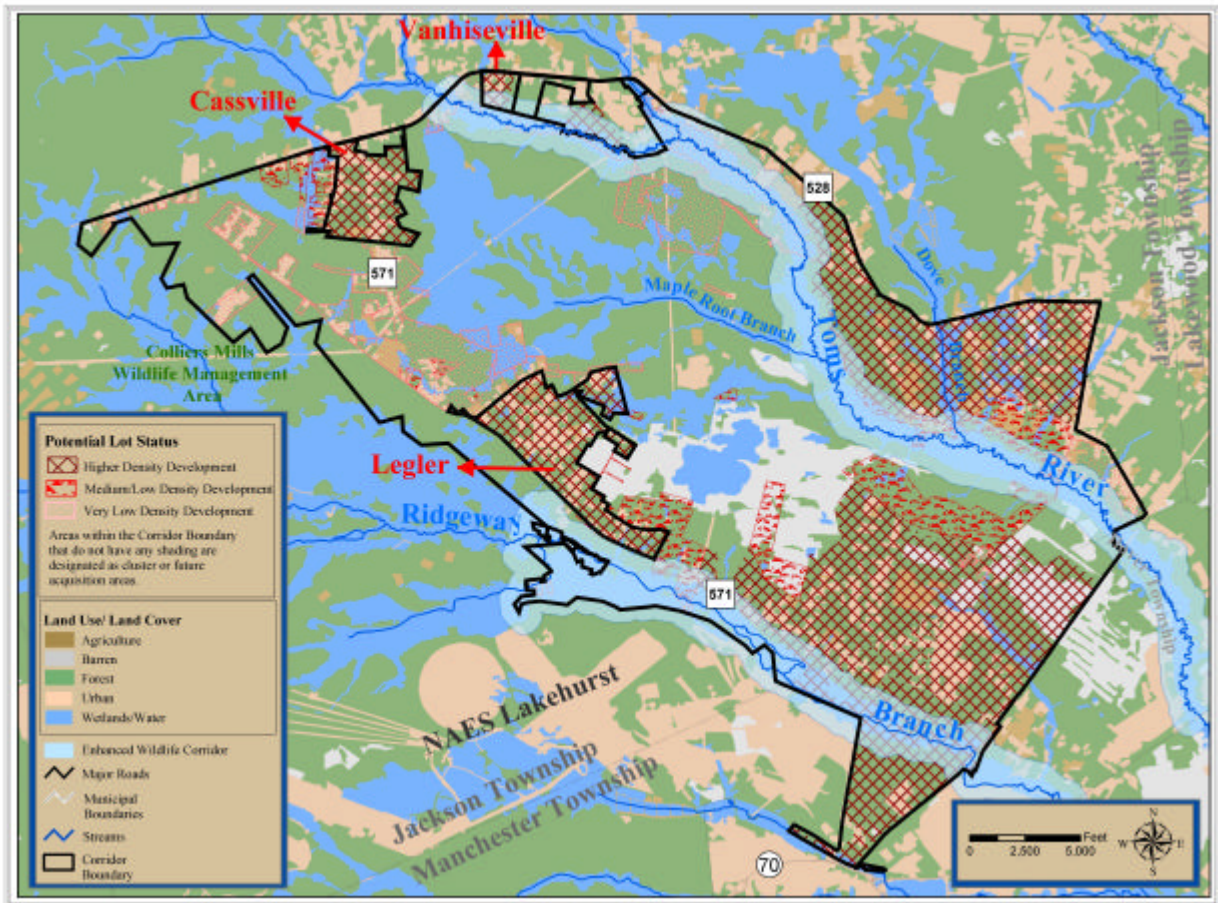 Vanhiseville
Cassville
528
Jackson Township
Lakewood Township
571
Dove
Branch
Maple Root Branch
Toms
River
Colliers Mills
Wildlife Management
Area
Legler
Ridgeway
571
Branch
Township
NAES Lakehurst
Jackson Township
Manchester Township
70
Potential Lot Status
Higher Density Development
Medium/Low Density Development
Very Low Density Development
Areas within the Corridor Boundary
that do not have any shading are
designated as cluster or future
acquisition areas
Land Use/ Land Cover
Agriculture
Barren
Forest
Urban
Wetlands/Water
Enhanced Wildlife Corridor
Major Roads
Municipal
Boundaries
Streams
Corridor
Boundary
Feet
0 2,500 5,000
N
W E
S